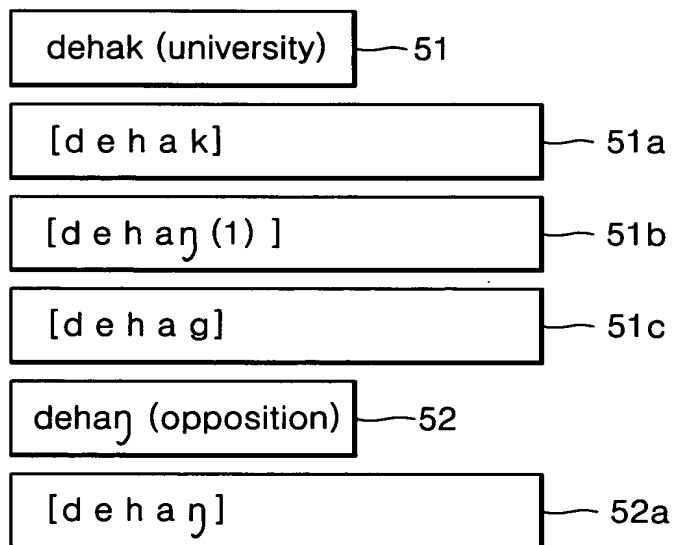 dehak (university) 51
[d e h a k] 51a
[d e h a ŋ (1) ] 51b
[d e h a g] 51c
dehaŋ (opposition) 52
[d e h a ŋ] 52a